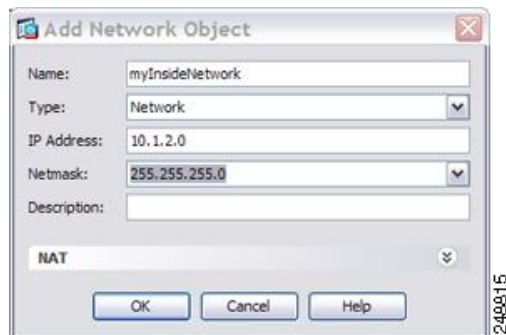 Add Network Object
Name: myInsideNetwork
Type: Network
IP Address: 10.1.2.0
Netmask: 255.255.255.0
Description:
NAT
OK Cancel Help
248815